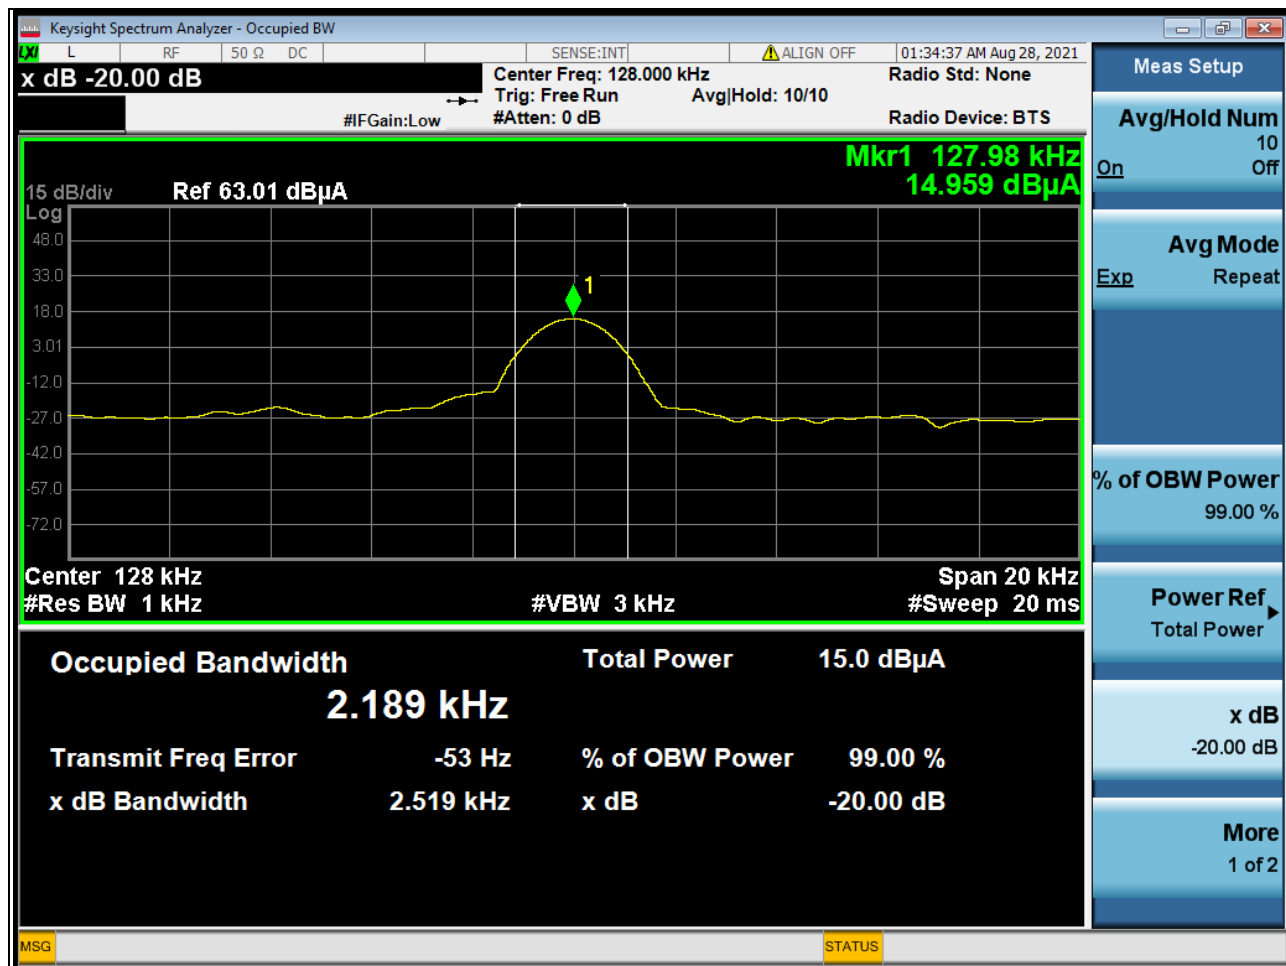 Keysight Spectrum Analyzer - Occupied BW
LXI L RF 50 Ω DC SENSE:INT ALIGN OFF 01:34:37 AM Aug 28, 2021
x dB -20.00 dB
Center Freq: 128.000 kHz Radio Std: None
Trig: Free Run Avg|Hold: 10/10
#IFGain:Low #Atten: 0 dB Radio Device: BTS
Mkr1 127.98 kHz
14.959 dBµA
15 dB/div Ref 63.01 dBµA
Log
48.0
33.0
1
18.0
3.01
-12.0
-27.0
-42.0
-57.0
-72.0
Center 128 kHz Span 20 kHz
#Res BW 1 kHz #VBW 3 kHz #Sweep 20 ms
Occupied Bandwidth Total Power 15.0 dBµA
2.189 kHz
Transmit Freq Error -53 Hz % of OBW Power 99.00 %
x dB Bandwidth 2.519 kHz x dB -20.00 dB
Meas Setup
Avg/Hold Num
10
On Off
Avg Mode
Exp Repeat
% of OBW Power
99.00 %
Power Ref
Total Power
x dB
-20.00 dB
More
1 of 2
MSG STATUS